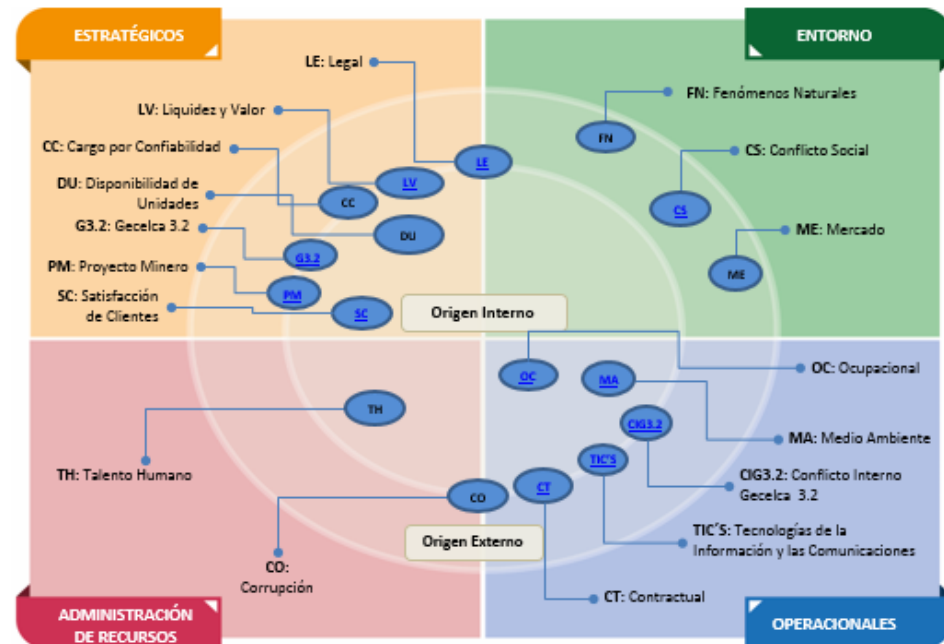 ESTRATÉGICOS
ENTORNO
LE: Legal
LV: Liquidez y Valor
CC: Cargo por Confiabilidad
DU: Disponibilidad de
Unidades
G3.2: Gecelca 3.2
PM: Proyecto Minero
SC: Satisfacción
de Clientes
LE
LV
CC
DU
G3.2
PM
SC
Origen Interno
FN: Fenómenos Naturales
FN
CS: Conflicto Social
CS
ME: Mercado
ME
TH
TH: Talento Humano
CO
CO:
Corrupción
Origen Externo
OC
MA
CIG3.2
TIC'S
CT
OC: Ocupacional
MA: Medio Ambiente
CIG3.2: Conflicto Interno
Gecelca 3.2
TIC´S: Tecnologías de la
Información y las Comunicaciones
CT: Contractual
ADMINISTRACIÓN
DE RECURSOS
OPERACIONALES